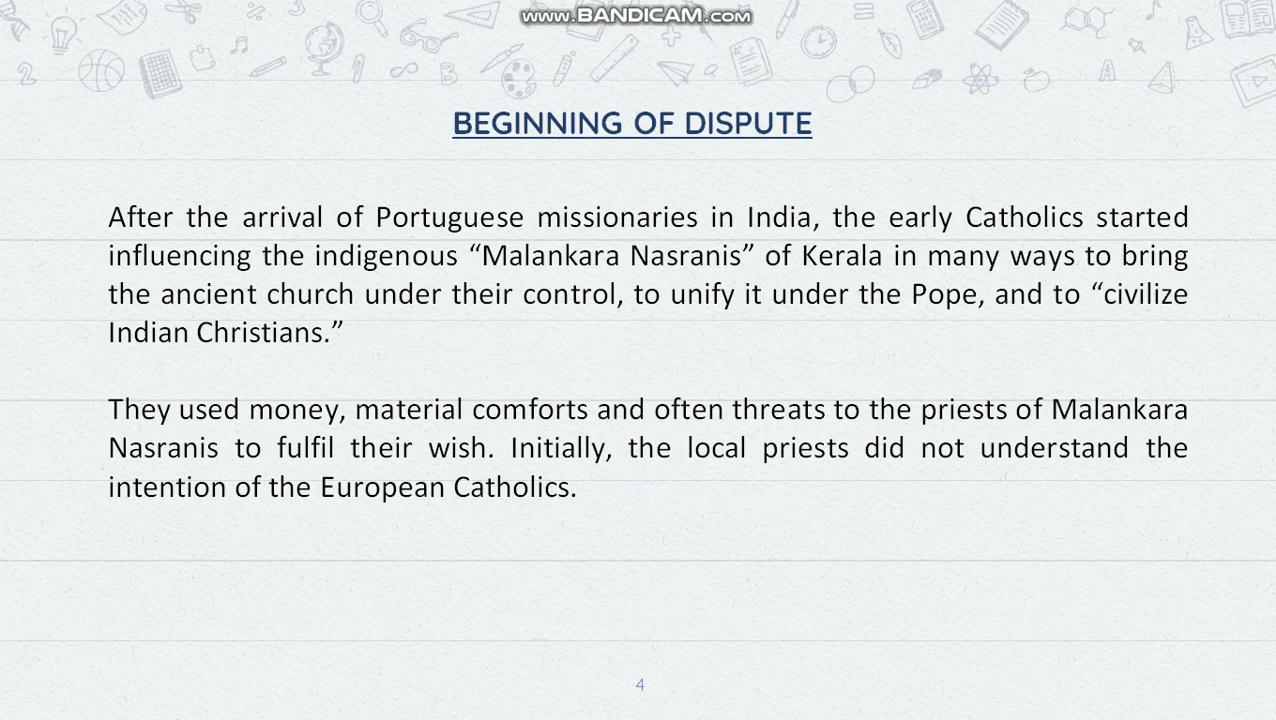 www.BANDICAM.com
BEGINNING OF DISPUTE
After the arrival of Portuguese missionaries in India, the early Catholics started
influencing the indigenous “Malankara Nasranis” of Kerala in many ways to bring
the ancient church under their control, to unify it under the Pope, and to “civilize
Indian Christians.”
They used money, material comforts and often threats to the priests of Malankara
Nasranis to fulfil their wish. Initially, the local priests did not understand the
intention of the European Catholics.
4